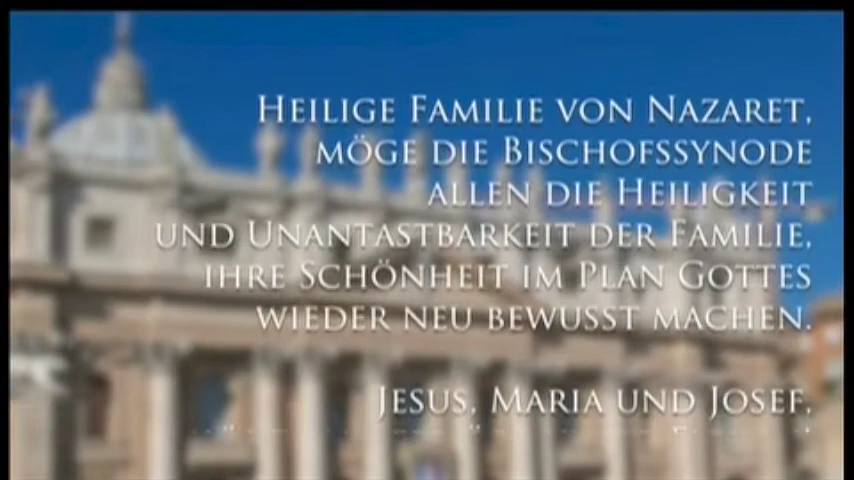 Heilige Familie von Nazaret,
möge die Bischofssynode
allen die Heiligkeit
und Unantastbarkeit der Familie,
ihre Schönheit im Plan Gottes
wieder neu bewusst machen.
Jesus, Maria und Josef,